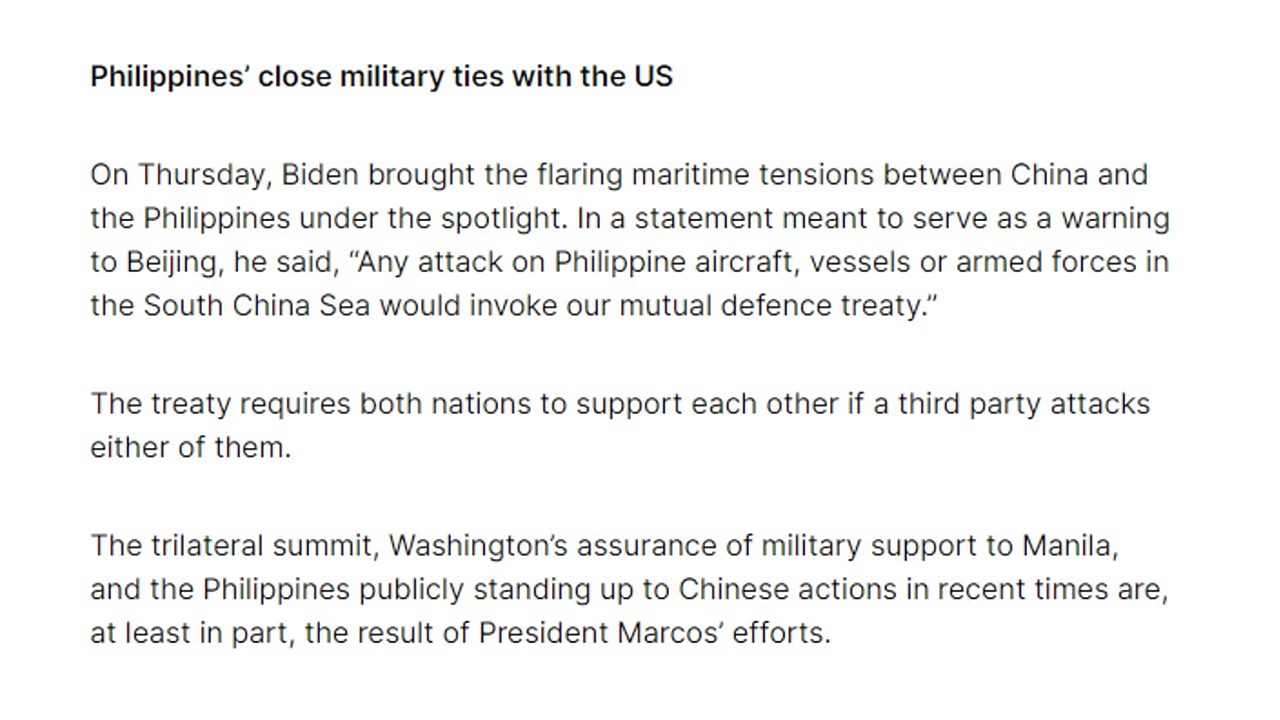 Philippines’ close military ties with the US
On Thursday, Biden brought the flaring maritime tensions between China and
the Philippines under the spotlight. In a statement meant to serve as a warning
to Beijing, he said, “Any attack on Philippine aircraft, vessels or armed forces in
the South China Sea would invoke our mutual defence treaty.”
The treaty requires both nations to support each other if a third party attacks
either of them.
The trilateral summit, Washington’s assurance of military support to Manila,
and the Philippines publicly standing up to Chinese actions in recent times are,
at least in part, the result of President Marcos’ efforts.